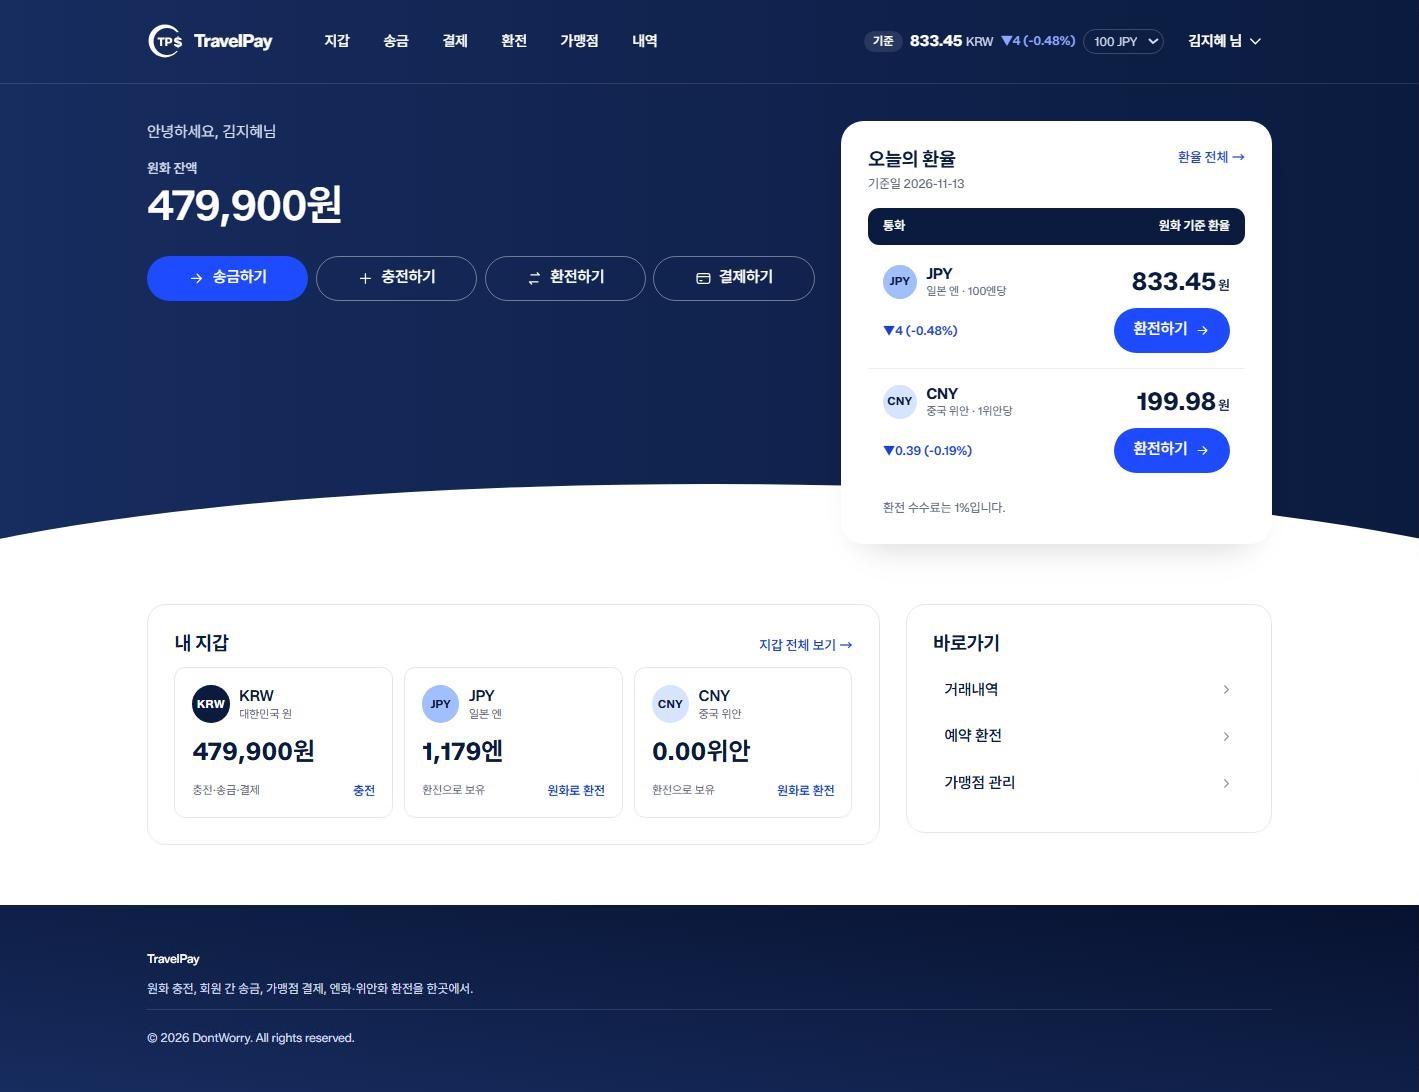 TP$ TravelPay 지갑 송금 결제 환전 가맹점 내역 기준 833.45 KRW ▼4 (-0.48%) 100 JPY 김지혜 님
안녕하세요, 김지혜님
원화 잔액
479,900원
송금하기 충전하기 환전하기 결제하기
오늘의 환율 환율 전체 →
기준일 2026-11-13
통화 원화 기준 환율
JPY JPY 833.45원
일본 엔 · 100엔당
▼4 (-0.48%) 환전하기 →
CNY CNY 199.98원
중국 위안 · 1위안당
▼0.39 (-0.19%) 환전하기 →
환전 수수료는 1%입니다.
내 지갑 지갑 전체 보기 →
KRW KRW
대한민국 원
479,900원
충전·송금·결제 충전
JPY JPY
일본 엔
1,179엔
환전으로 보유 원화로 환전
CNY CNY
중국 위안
0.00위안
환전으로 보유 원화로 환전
바로가기
거래내역
예약 환전
가맹점 관리
TravelPay
원화 충전, 회원 간 송금, 가맹점 결제, 엔화·위안화 환전을 한곳에서.
© 2026 DontWorry. All rights reserved.